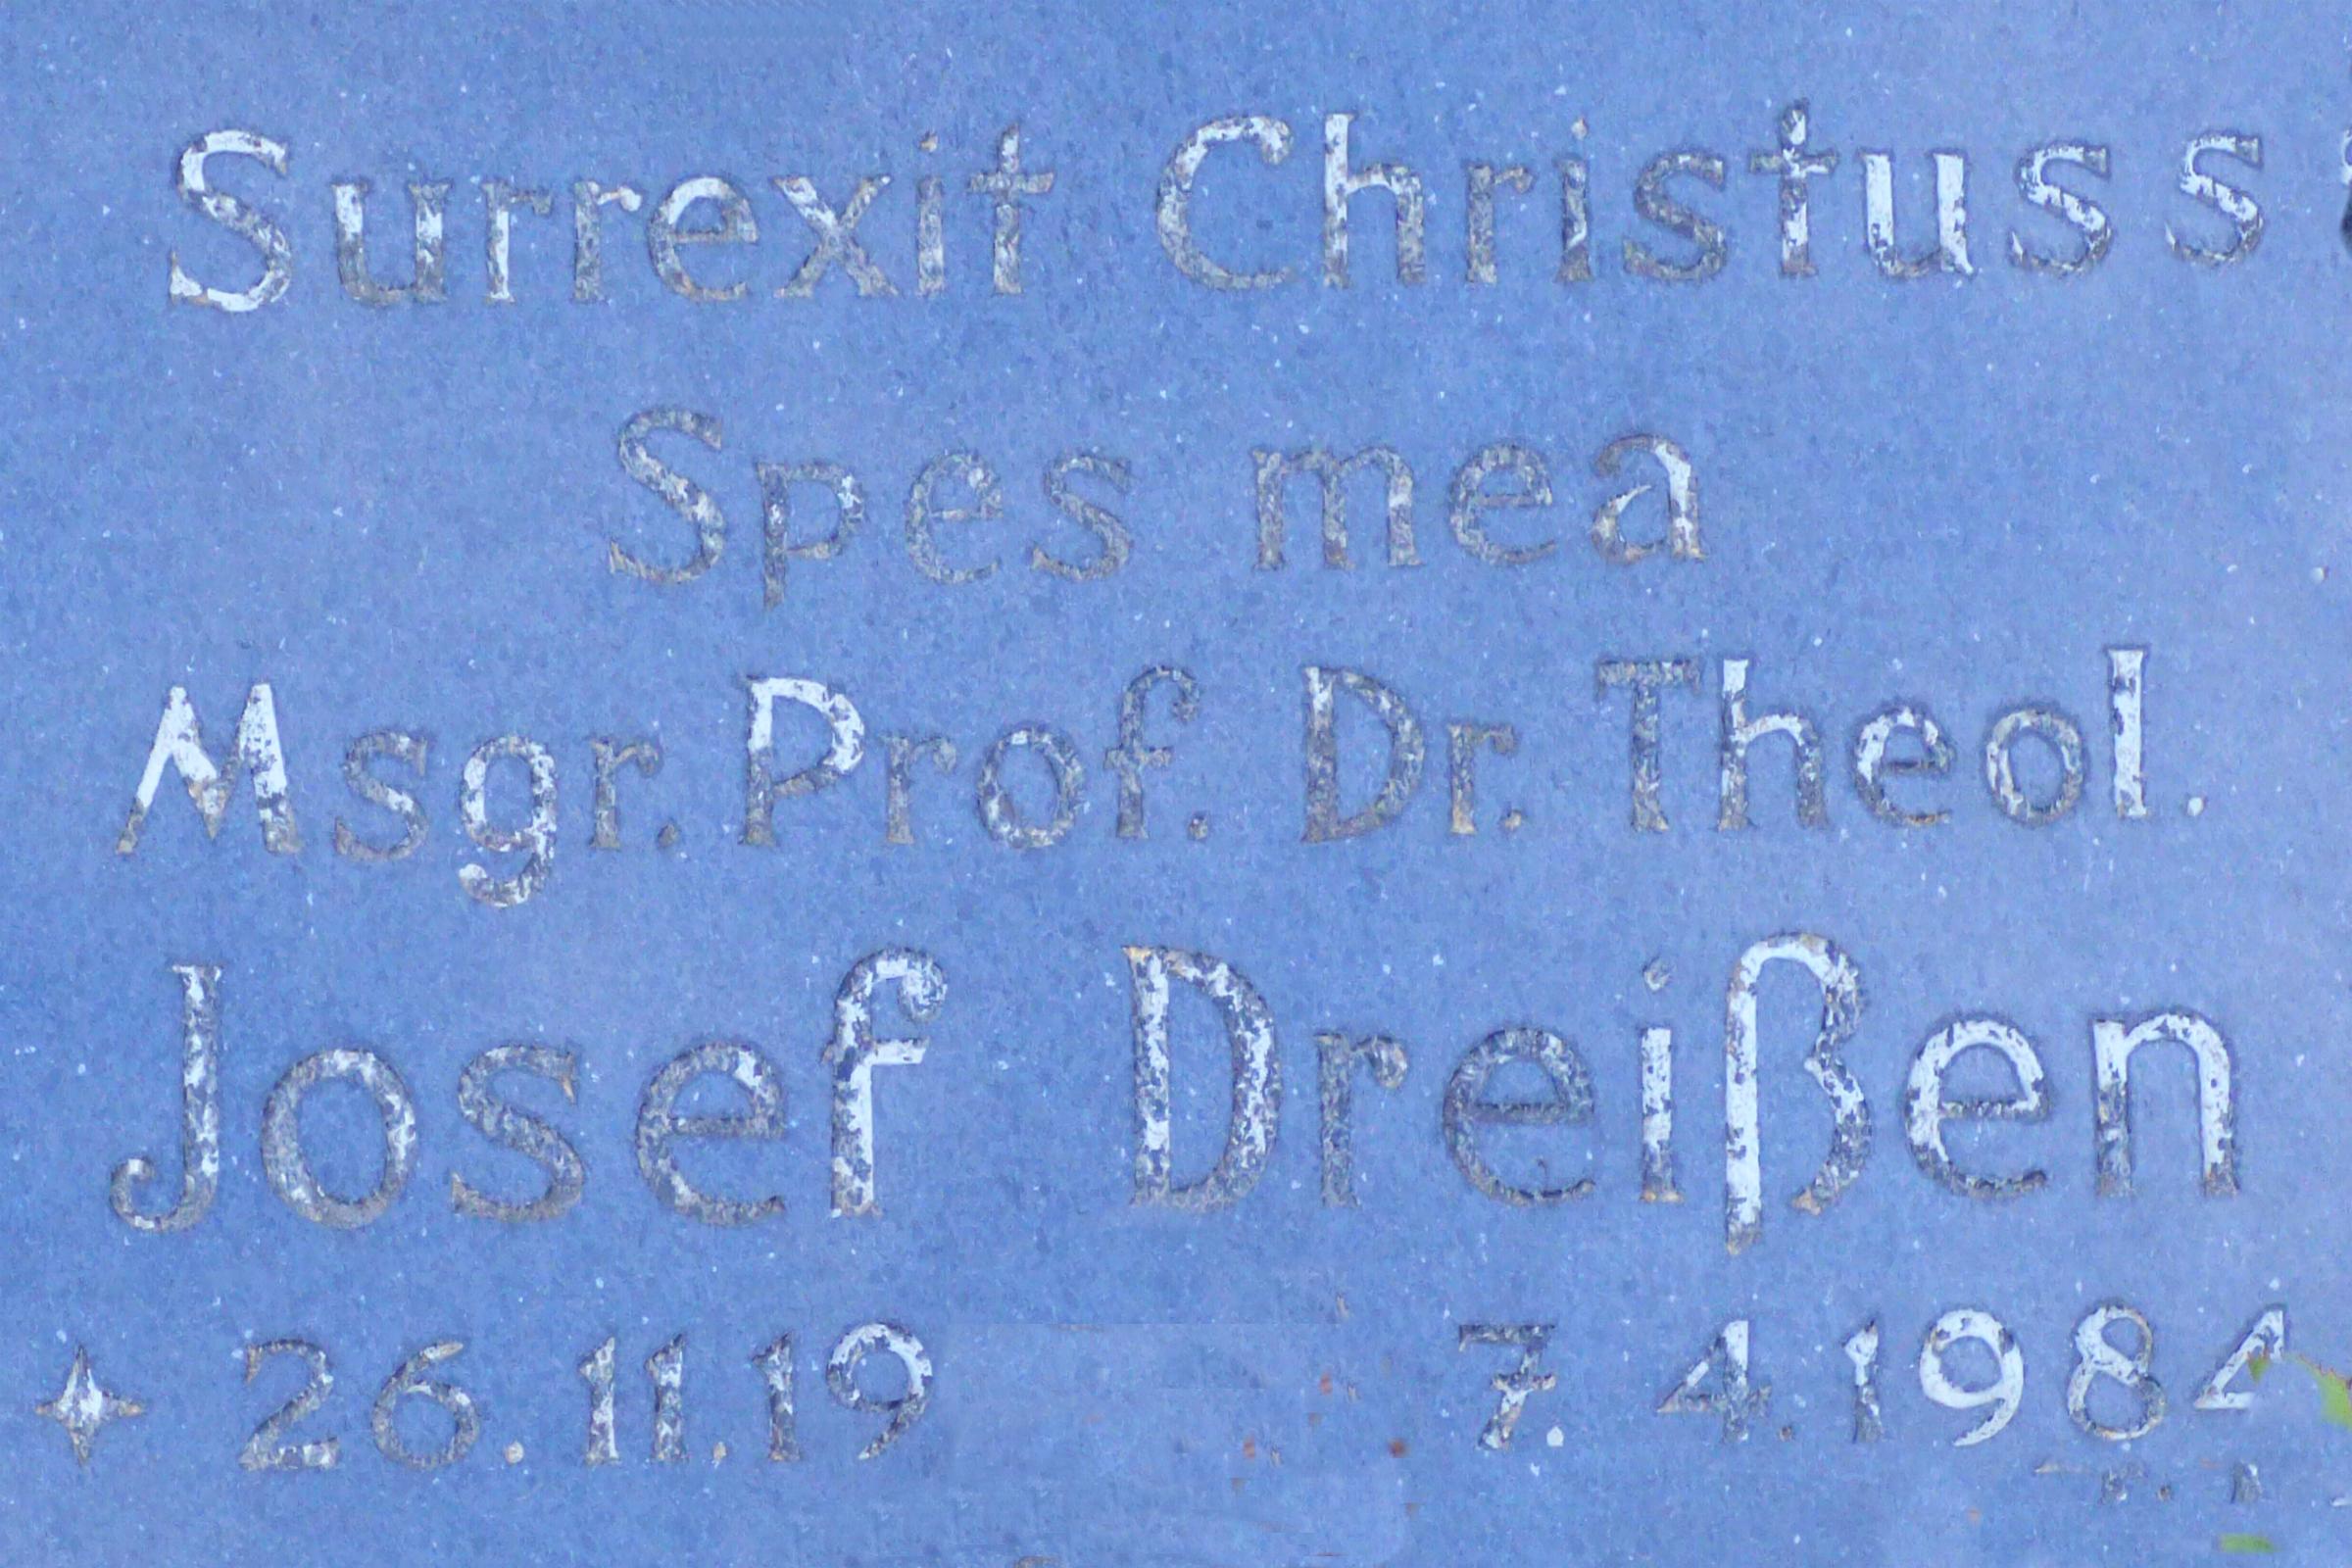 Surrexit Christus s
Spes mea
Msgr. Prof. Dr. Theol.
Josef Dreißen
26.11.19 7. 4.1984